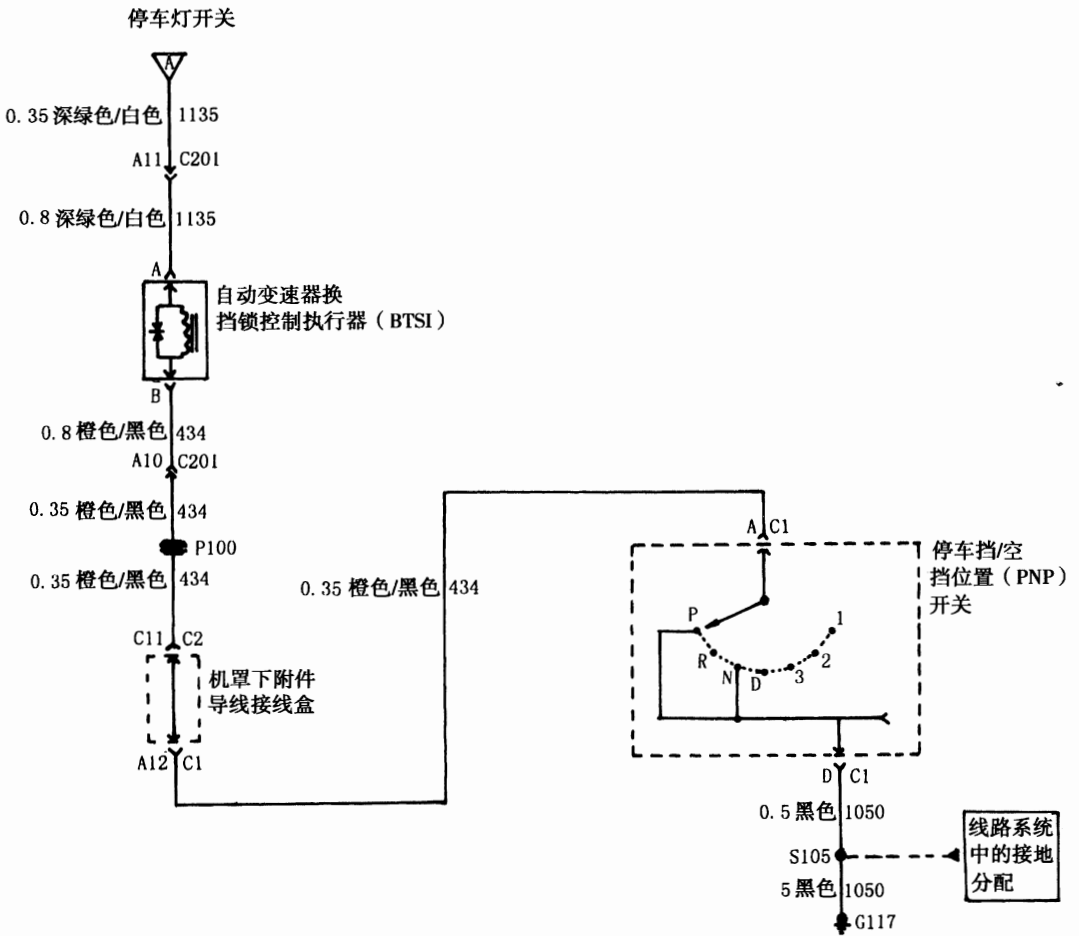 停车灯开关
A
0.35 深绿色/白色 1135
A11 C201
0.8 深绿色/白色 1135
A
自动变速器换
挡锁控制执行器（BTSI）
B
0.8 橙色/黑色 434
A10 C201
0.35 橙色/黑色 434
P100
0.35 橙色/黑色 434
C11 C2
机罩下附件
导线接线盒
A12 C1
0.35 橙色/黑色 434
A C1
停车挡/空
挡位置（PNP）
开关
P
R
N
D
3
2
1
D C1
0.5 黑色 1050
S105
线路系统
中的接地
分配
5 黑色 1050
G117